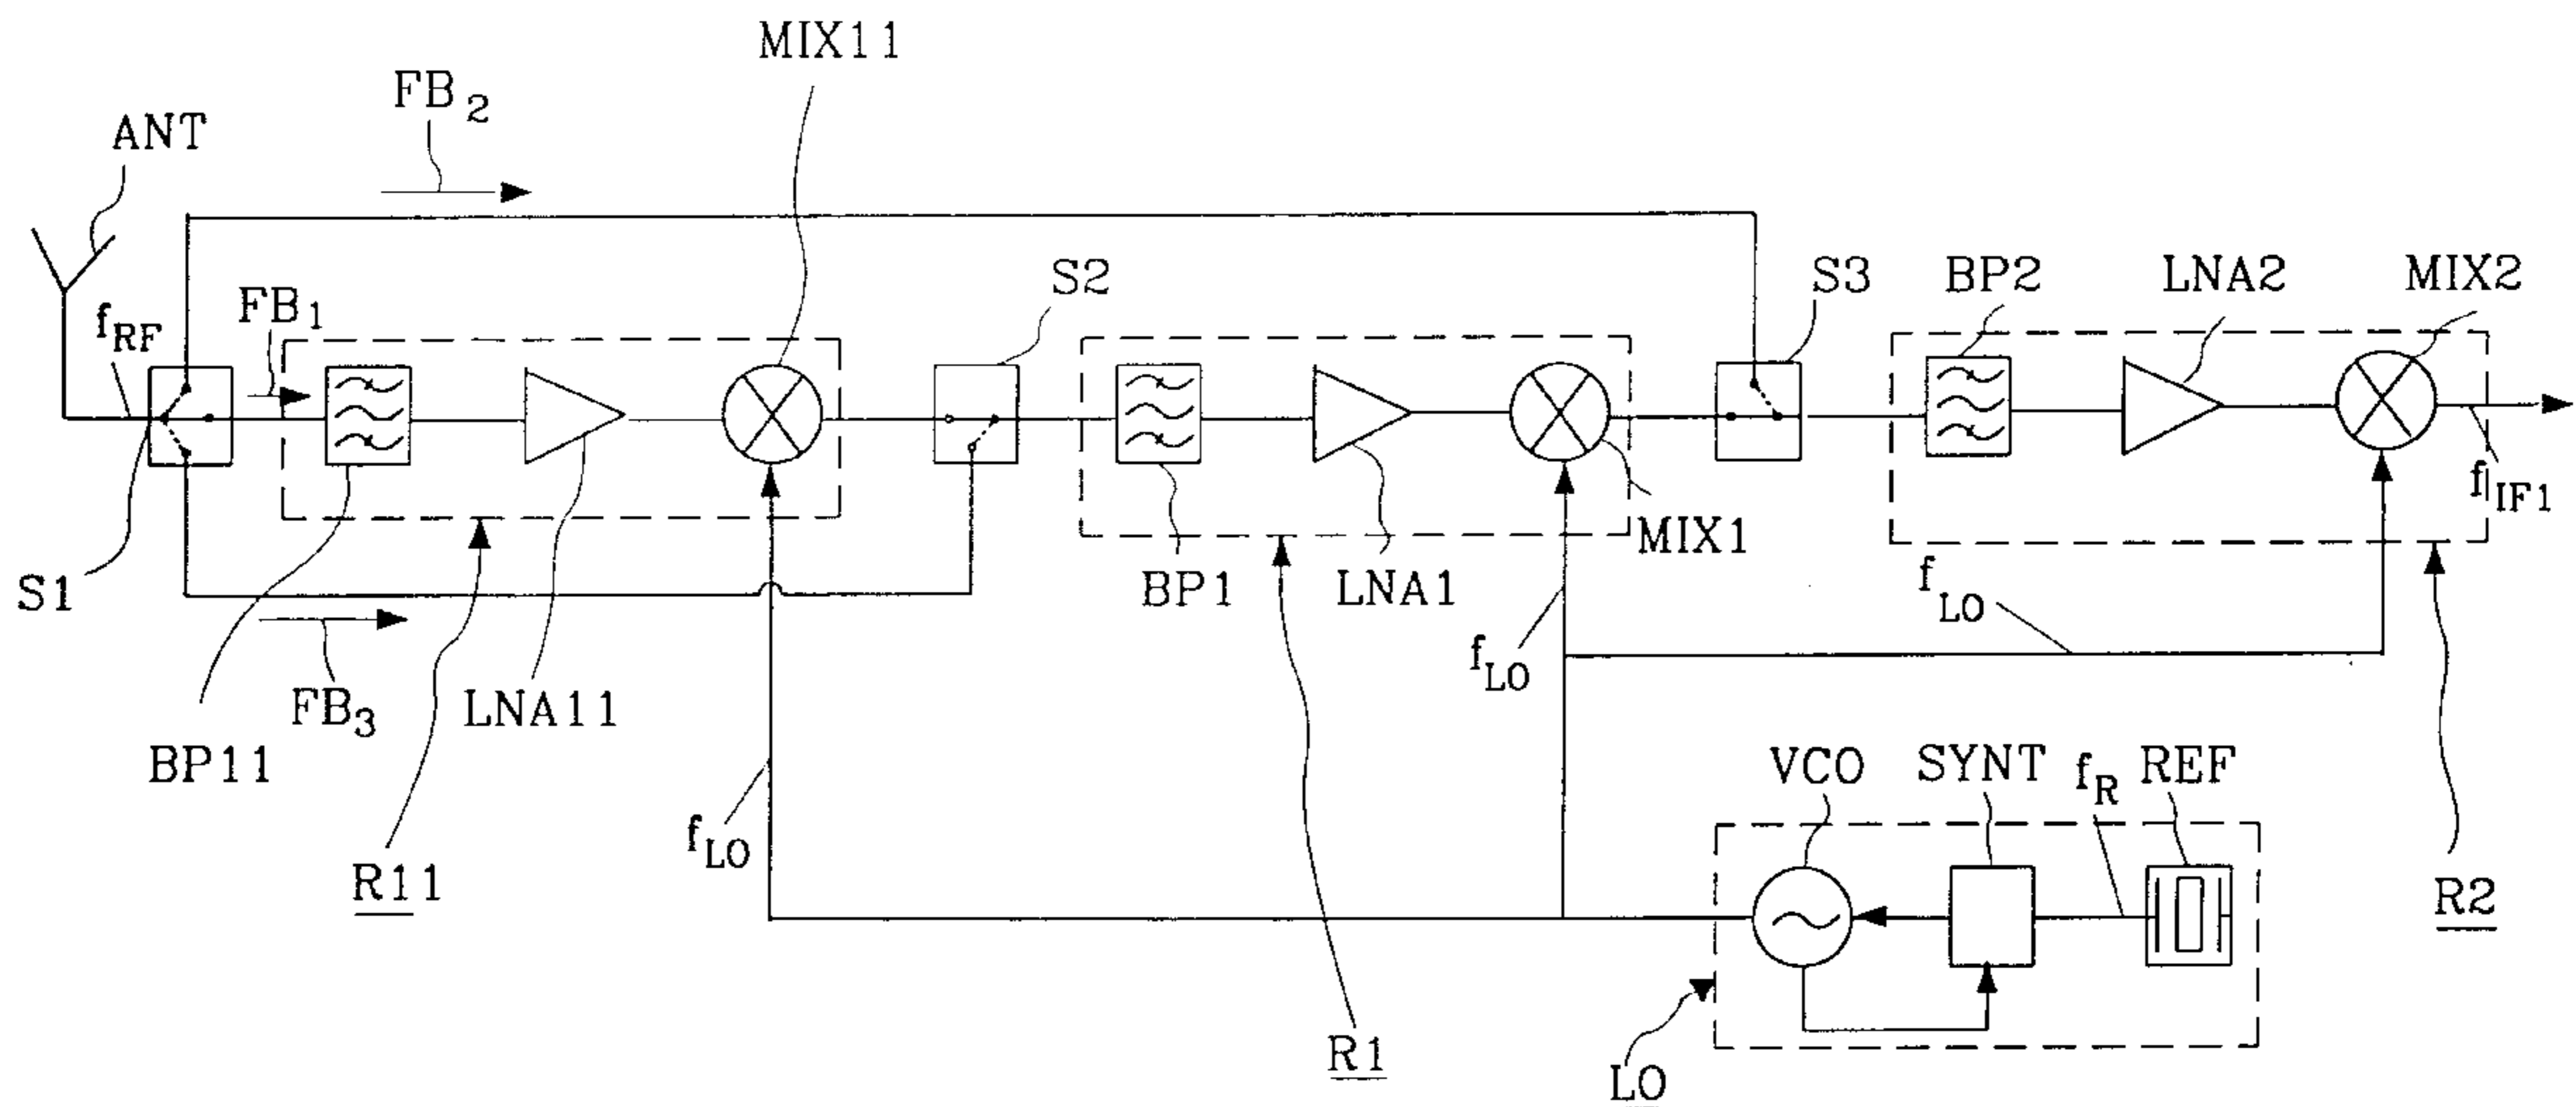 MIX11
FB2
ANT
S2
S3
BP2
LNA2
MIX2
fRF
FB1
fIF1
MIX1
S1
BP1
LNA1
fLO
fLO
FB3
LNA11
BP11
VCO
SYNT
fR
REF
fLO
R11
R2
R1
LO